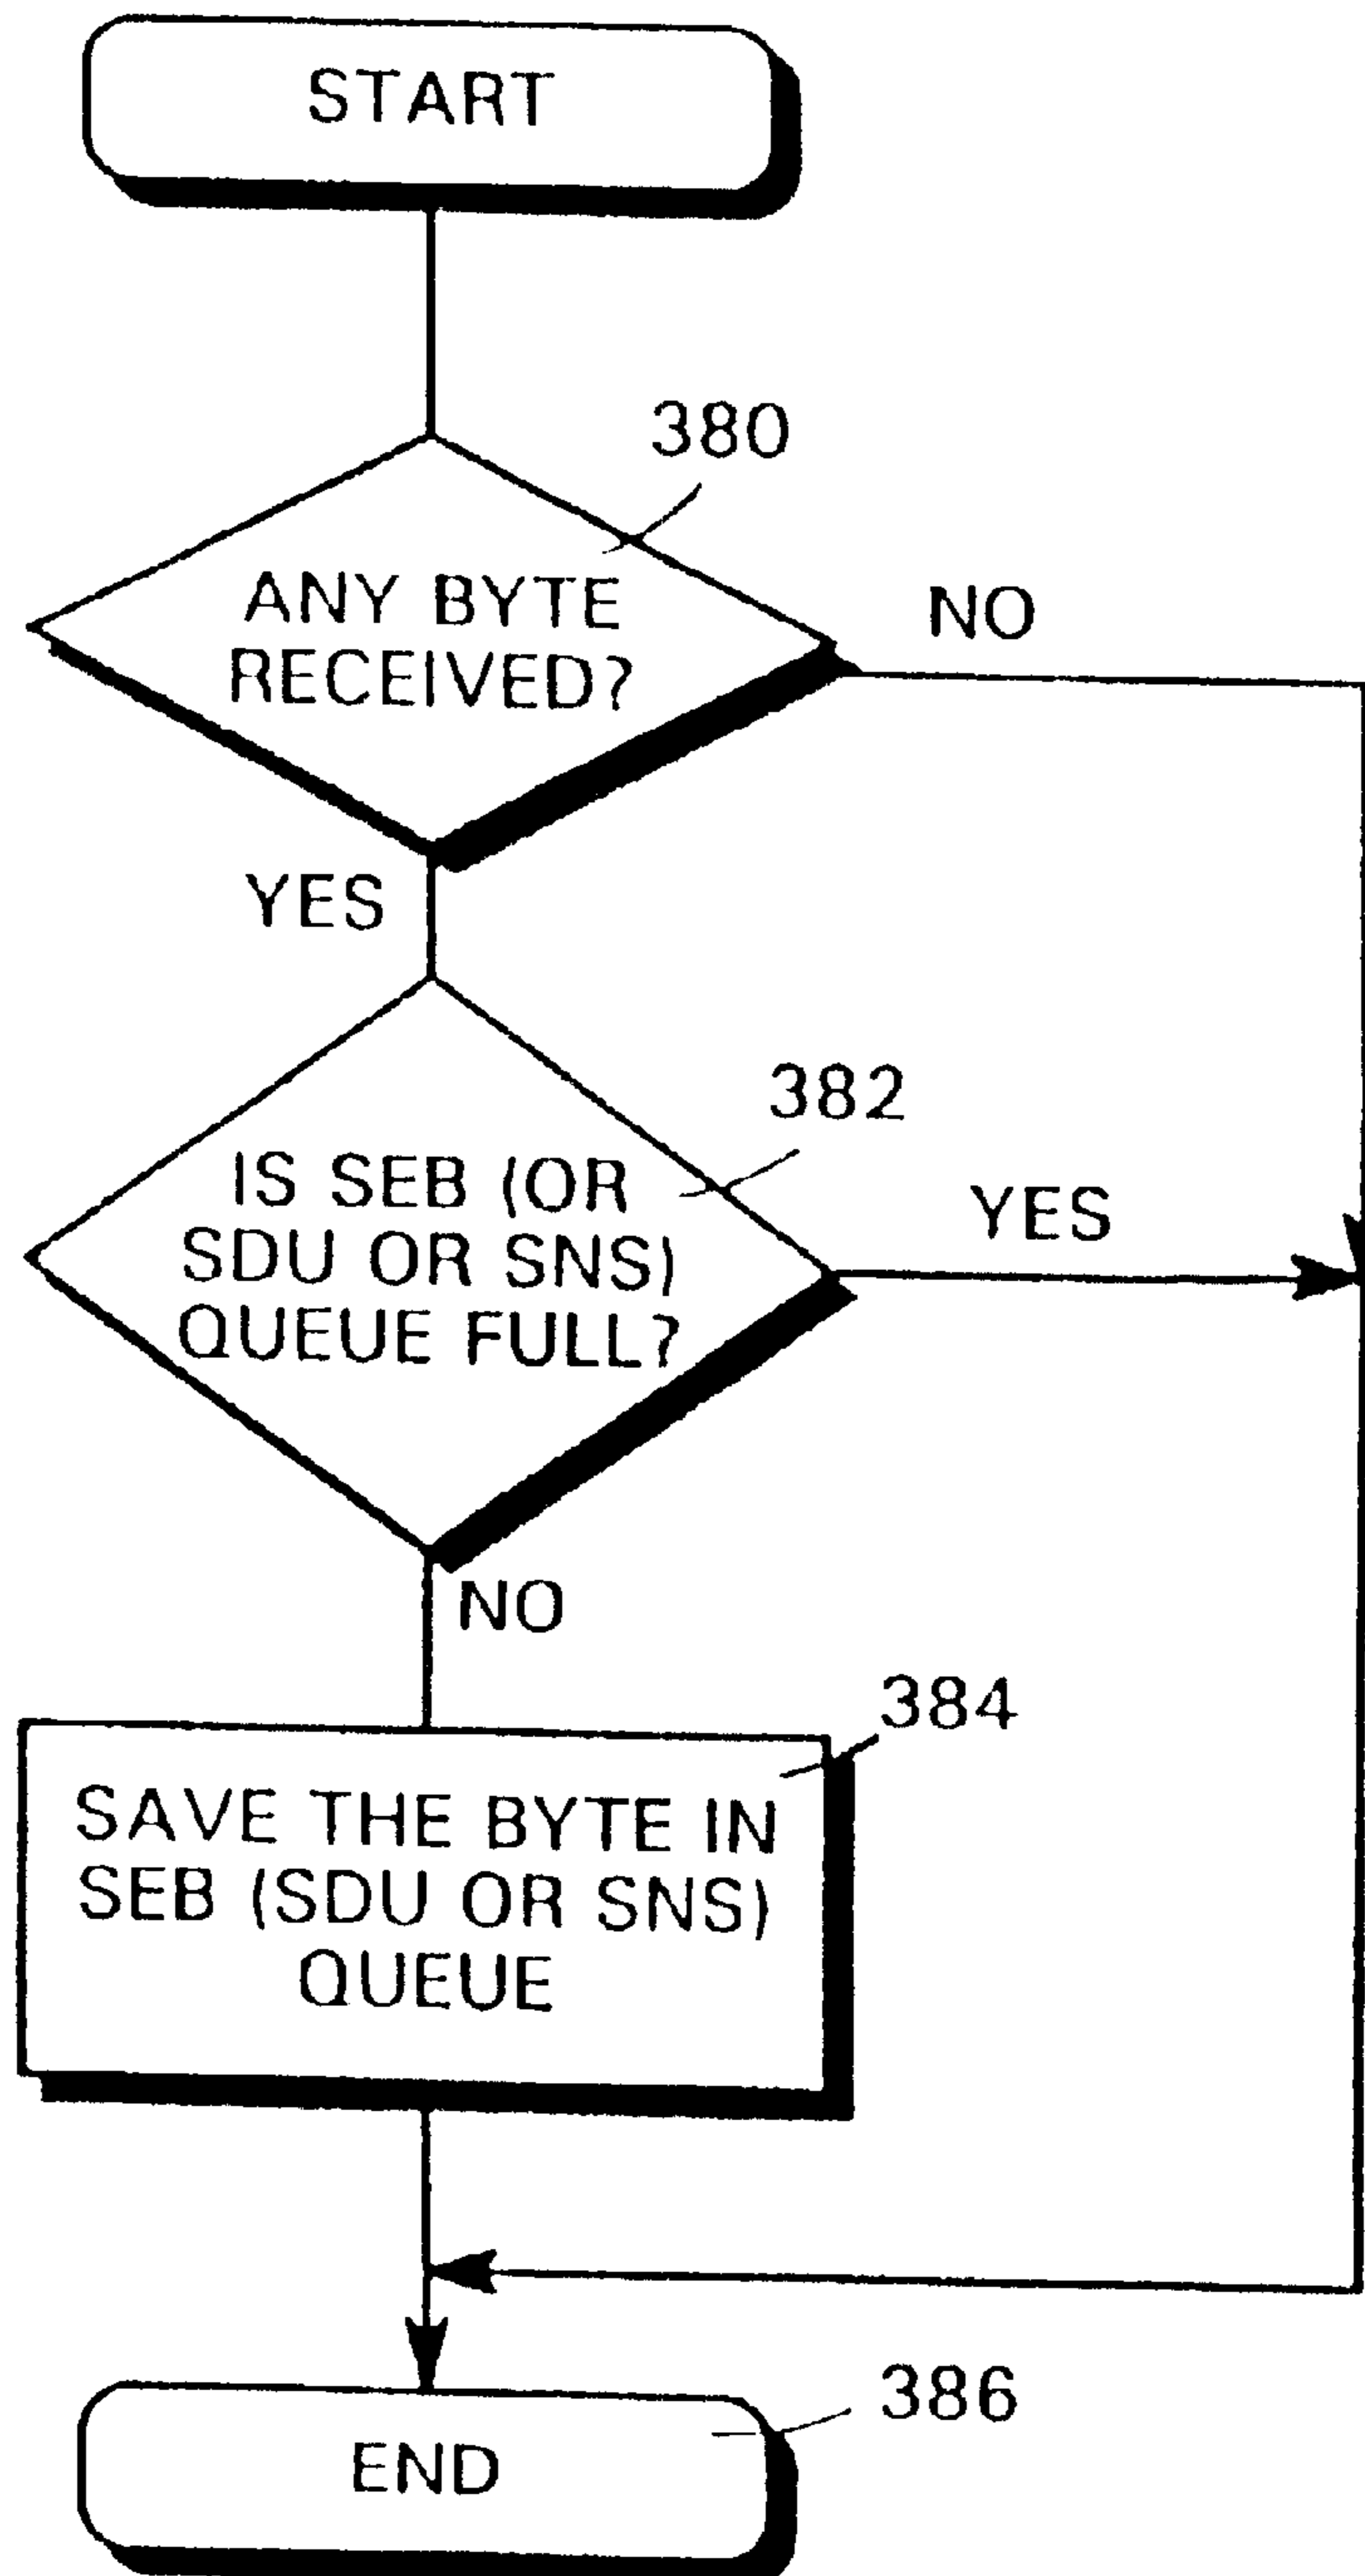 START
380
ANY BYTE
RECEIVED?
NO
YES
382
IS SEB (OR
SDU OR SNS)
QUEUE FULL?
YES
NO
384
SAVE THE BYTE IN
SEB (SDU OR SNS)
QUEUE
386
END